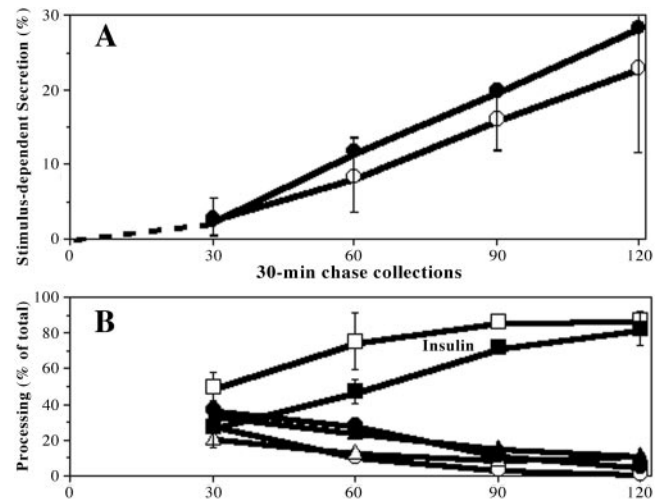 A
Stimulus-dependent Secretion (%)
30
20
10
0
0 30 60 90 120
30-min chase collections
B
Processing (% of total)
100
80
60
40
20
0
Insulin
0 30 60 90 120